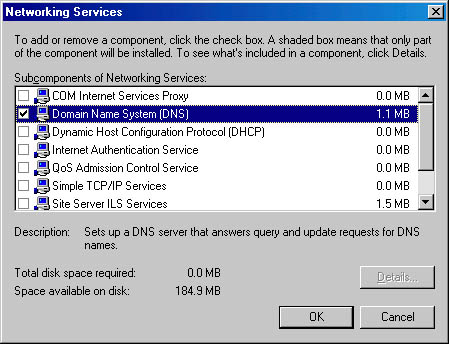 Networking Services
To add or remove a component, click the check box. A shaded box means that only part
of the component will be installed. To see what's included in a component, click Details.
Subcomponents of Networking Services:
COM Internet Services Proxy 0.0 MB
Domain Name System (DNS) 1.1 MB
Dynamic Host Configuration Protocol (DHCP) 0.0 MB
Internet Authentication Service 0.0 MB
QoS Admission Control Service 0.0 MB
Simple TCP/IP Services 0.0 MB
Site Server ILS Services 1.5 MB
Description: Sets up a DNS server that answers query and update requests for DNS
names.
Total disk space required: 0.0 MB
Space available on disk: 184.9 MB
Details...
OK Cancel